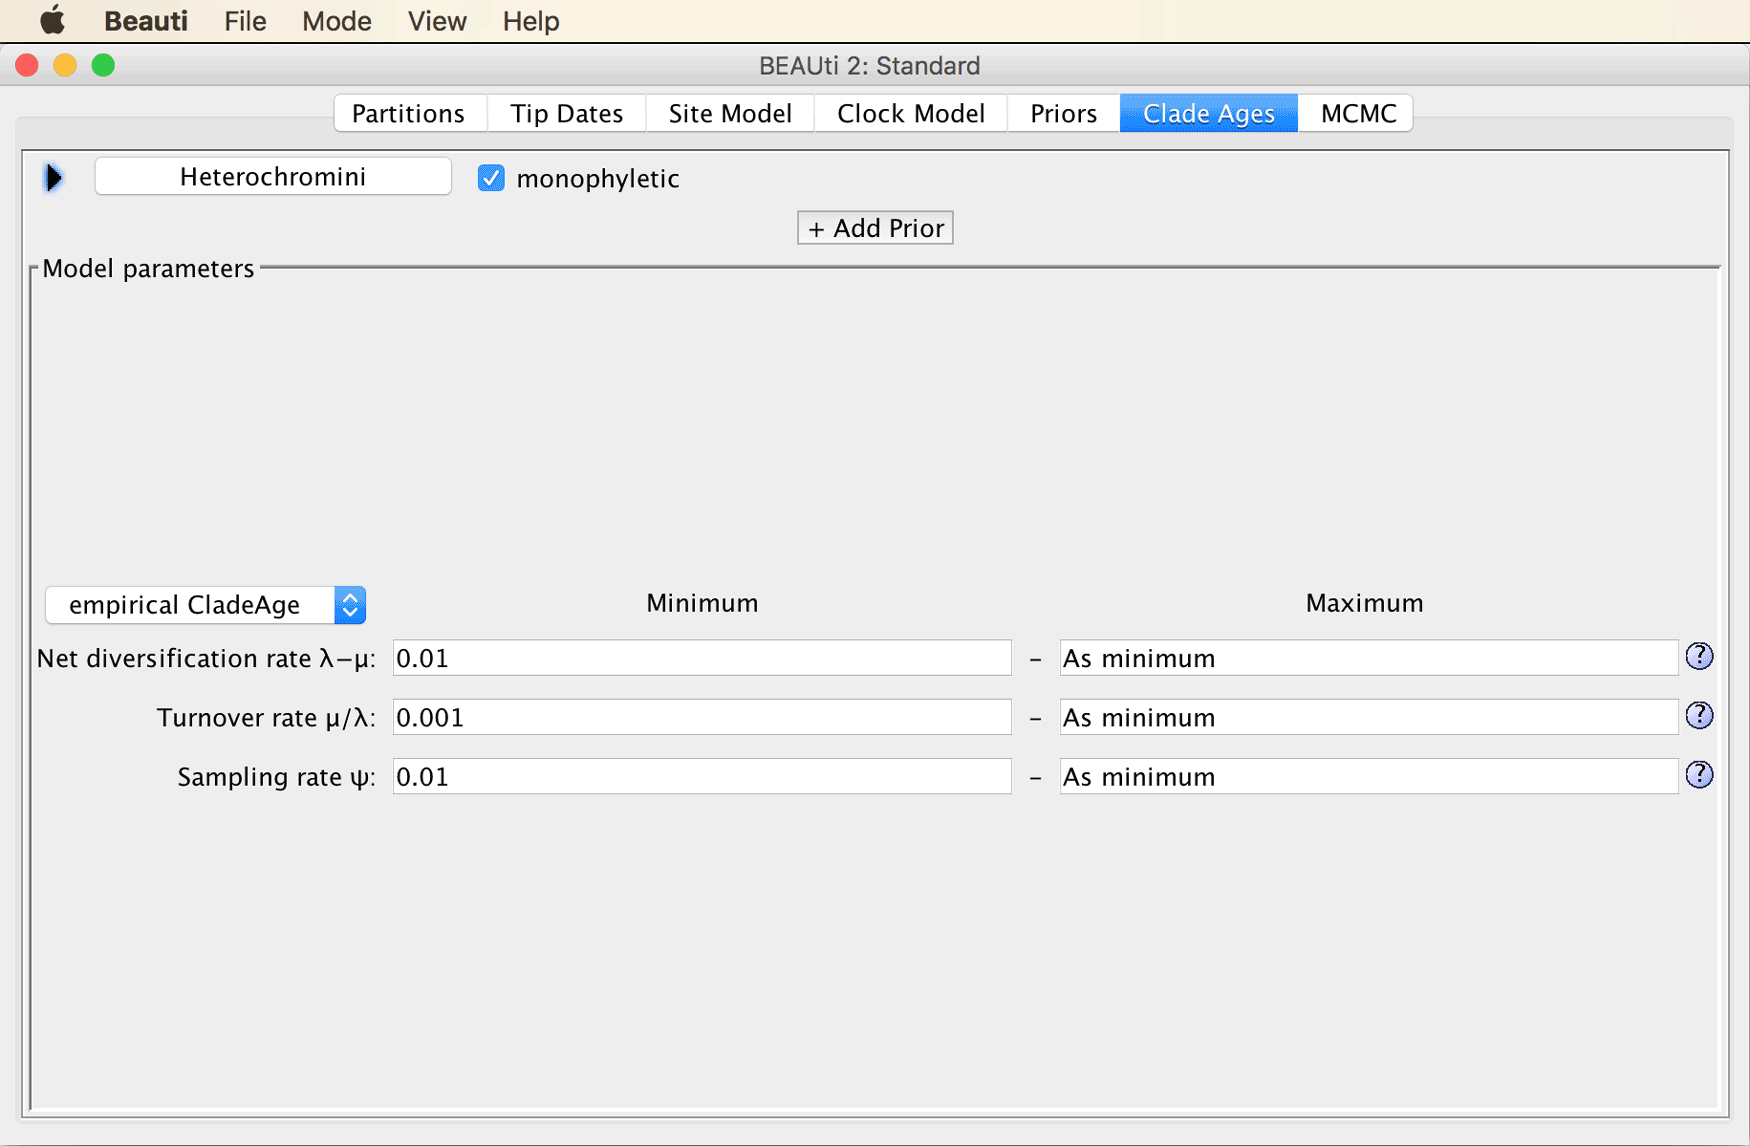 Beauti File Mode View Help
BEAUti 2: Standard
Partitions Tip Dates Site Model Clock Model Priors Clade Ages MCMC
Heterochromini monophyletic
+ Add Prior
Model parameters
empirical CladeAge Minimum Maximum
Net diversification rate λ−μ: 0.01 – As minimum ?
Turnover rate μ/λ: 0.001 – As minimum ?
Sampling rate ψ: 0.01 – As minimum ?